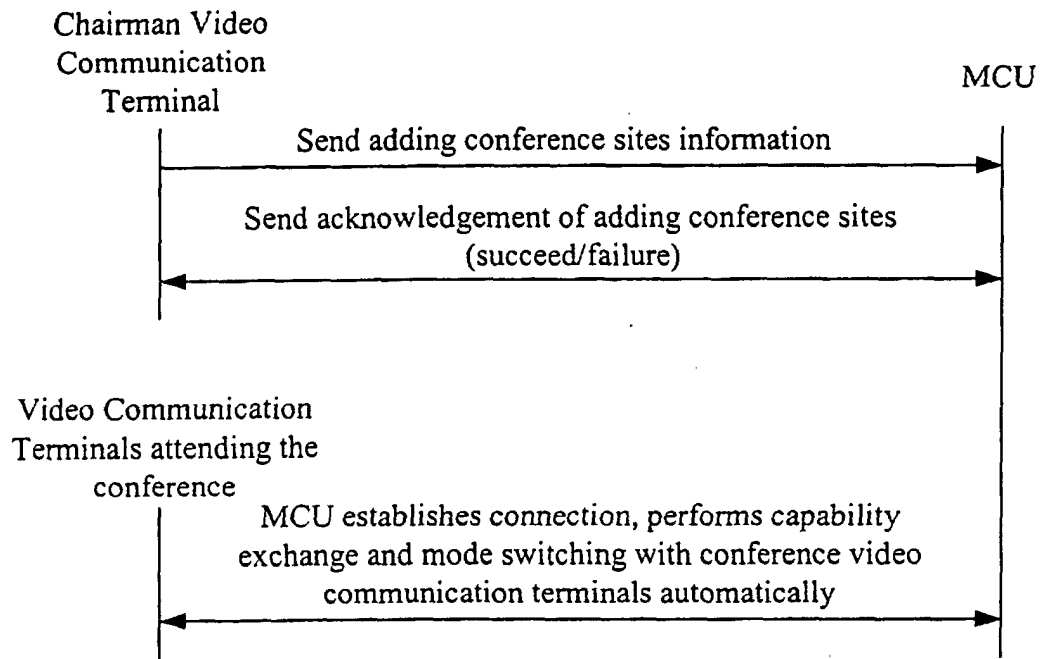 Chairman Video
Communication
Terminal
MCU
Send adding conference sites information
Send acknowledgement of adding conference sites
(succeed/failure)
Video Communication
Terminals attending the
conference
MCU establishes connection, performs capability
exchange and mode switching with conference video
communication terminals automatically